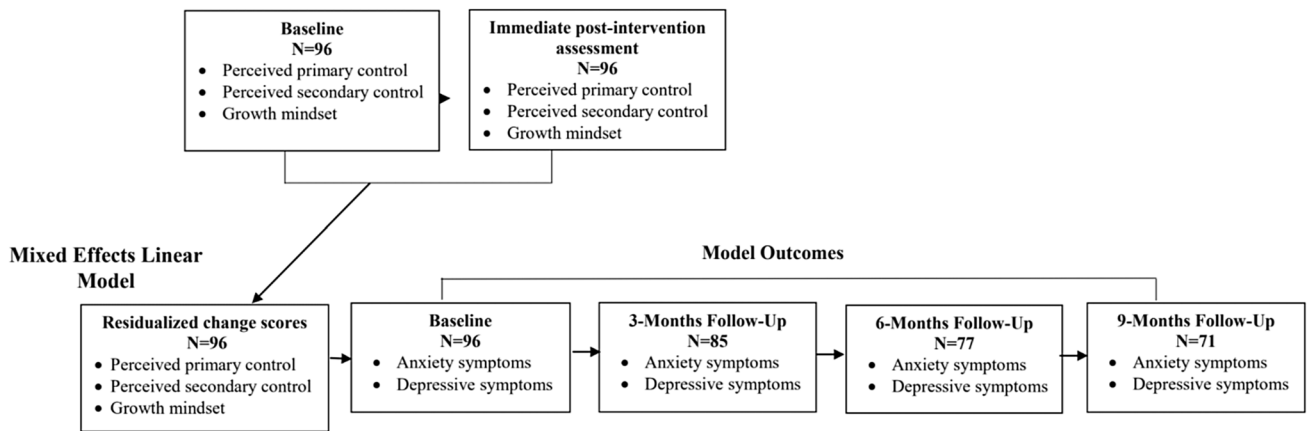 Baseline
N=96
• Perceived primary control
• Perceived secondary control
• Growth mindset
Immediate post-intervention
assessment
N=96
• Perceived primary control
• Perceived secondary control
• Growth mindset
Mixed Effects Linear
Model
Model Outcomes
Residualized change scores
N=96
• Perceived primary control
• Perceived secondary control
• Growth mindset
Baseline
N=96
• Anxiety symptoms
• Depressive symptoms
3-Months Follow-Up
N=85
• Anxiety symptoms
• Depressive symptoms
6-Months Follow-Up
N=77
• Anxiety symptoms
• Depressive symptoms
9-Months Follow-Up
N=71
• Anxiety symptoms
• Depressive symptoms